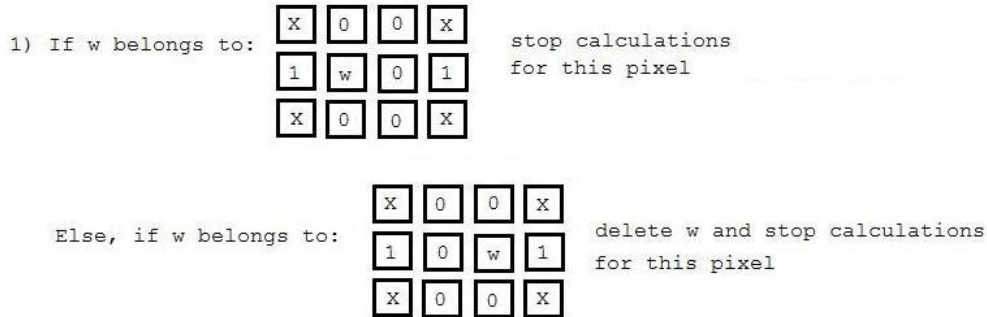 X 0 0 X
1) If w belongs to: 1 w 0 1 stop calculations
for this pixel
X 0 0 X
X 0 0 X
Else, if w belongs to: 1 0 w 1 delete w and stop calculations
for this pixel
X 0 0 X